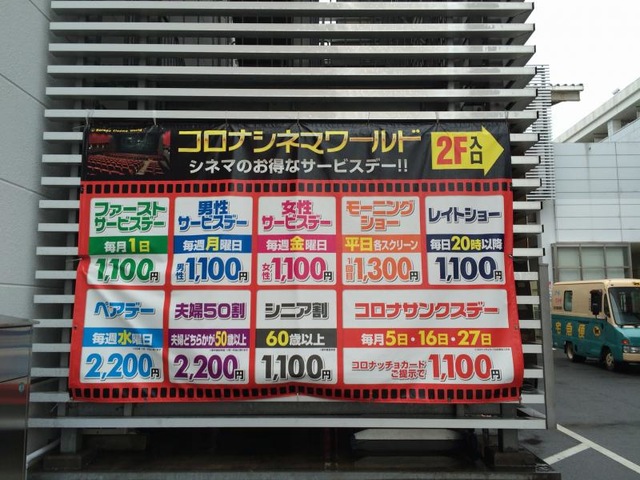 コロナシネマワールド
シネマのお得なサービスデー!!
2F入口
ファースト
サービスデー
毎月1日
1,100円
男性
サービスデー
毎週月曜日
男性1,100円
女性
サービスデー
毎週金曜日
女性1,100円
モーニング
ショー
平日各スクリーン
1回目1,300円
レイトショー
毎日20時以降
1,100円
ペアデー
毎週水曜日
2,200円
夫婦50割
夫婦どちらかが50歳以上
2,200円
シニア割
60歳以上
1,100円
コロナサンクスデー
毎月5日・16日・27日
コロナッチョカード
ご提示で1,100円
宅急便